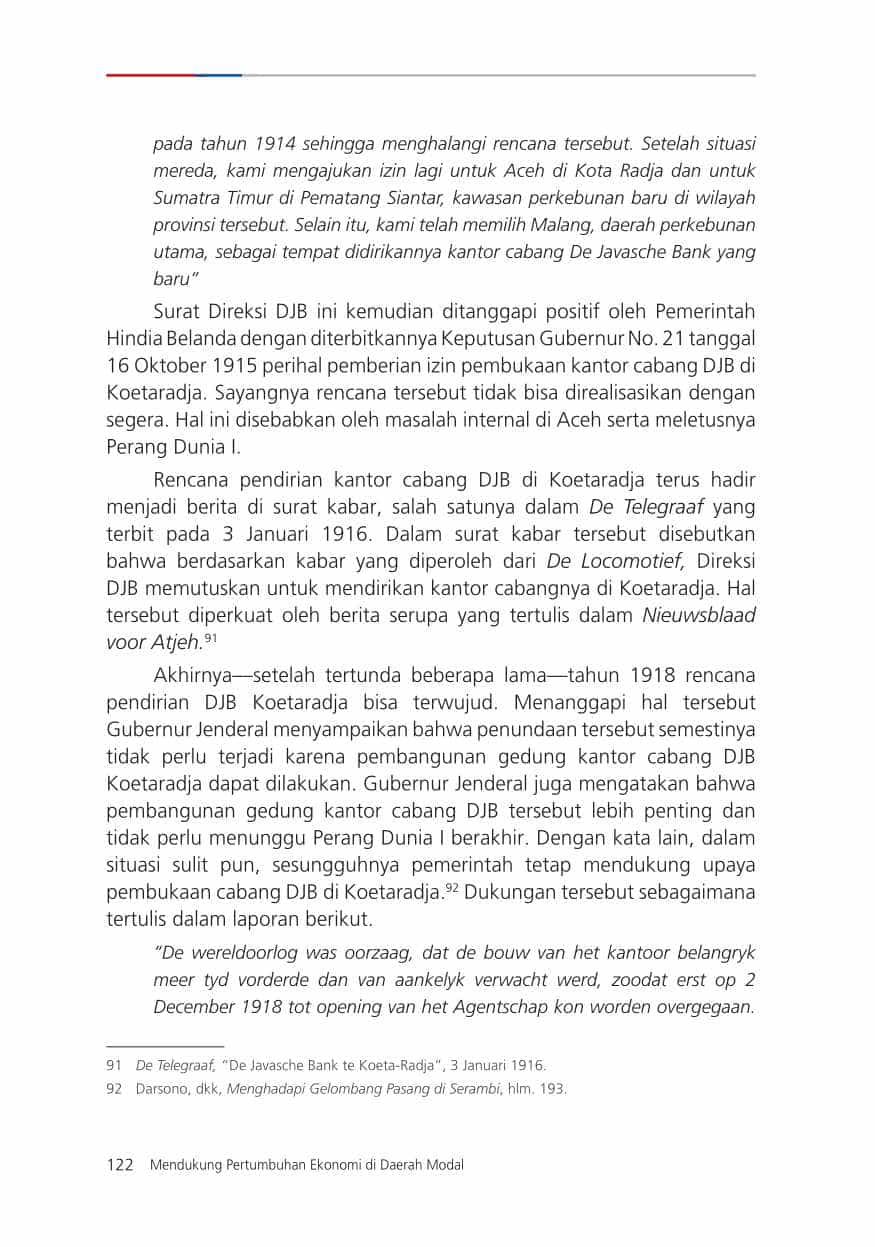 pada tahun 1914 sehingga menghalangi rencana tersebut. Setelah situasi
mereda, kami mengajukan izin lagi untuk Aceh di Kota Radja dan untuk
Sumatra Timur di Pematang Siantar, kawasan perkebunan baru di wilayah
provinsi tersebut. Selain itu, kami telah memilih Malang, daerah perkebunan
utama, sebagai tempat didirikannya kantor cabang De Javasche Bank yang
baru”
Surat Direksi DJB ini kemudian ditanggapi positif oleh Pemerintah
Hindia Belanda dengan diterbitkannya Keputusan Gubernur No. 21 tanggal
16 Oktober 1915 perihal pemberian izin pembukaan kantor cabang DJB di
Koetaradja. Sayangnya rencana tersebut tidak bisa direalisasikan dengan
segera. Hal ini disebabkan oleh masalah internal di Aceh serta meletusnya
Perang Dunia I.
Rencana pendirian kantor cabang DJB di Koetaradja terus hadir
menjadi berita di surat kabar, salah satunya dalam De Telegraaf yang
terbit pada 3 Januari 1916. Dalam surat kabar tersebut disebutkan
bahwa berdasarkan kabar yang diperoleh dari De Locomotief, Direksi
DJB memutuskan untuk mendirikan kantor cabangnya di Koetaradja. Hal
tersebut diperkuat oleh berita serupa yang tertulis dalam Nieuwsblaad
voor Atjeh.91
Akhirnya—setelah tertunda beberapa lama—tahun 1918 rencana
pendirian DJB Koetaradja bisa terwujud. Menanggapi hal tersebut
Gubernur Jenderal menyampaikan bahwa penundaan tersebut semestinya
tidak perlu terjadi karena pembangunan gedung kantor cabang DJB
Koetaradja dapat dilakukan. Gubernur Jenderal juga mengatakan bahwa
pembangunan gedung kantor cabang DJB tersebut lebih penting dan
tidak perlu menunggu Perang Dunia I berakhir. Dengan kata lain, dalam
situasi sulit pun, sesungguhnya pemerintah tetap mendukung upaya
pembukaan cabang DJB di Koetaradja.92 Dukungan tersebut sebagaimana
tertulis dalam laporan berikut.
“De wereldoorlog was oorzaag, dat de bouw van het kantoor belangryk
meer tyd vorderde dan van aankelyk verwacht werd, zoodat erst op 2
December 1918 tot opening van het Agentschap kon worden overgegaan.
91 De Telegraaf, “De Javasche Bank te Koeta-Radja”, 3 Januari 1916.
92 Darsono, dkk, Menghadapi Gelombang Pasang di Serambi, hlm. 193.
122 Mendukung Pertumbuhan Ekonomi di Daerah Modal